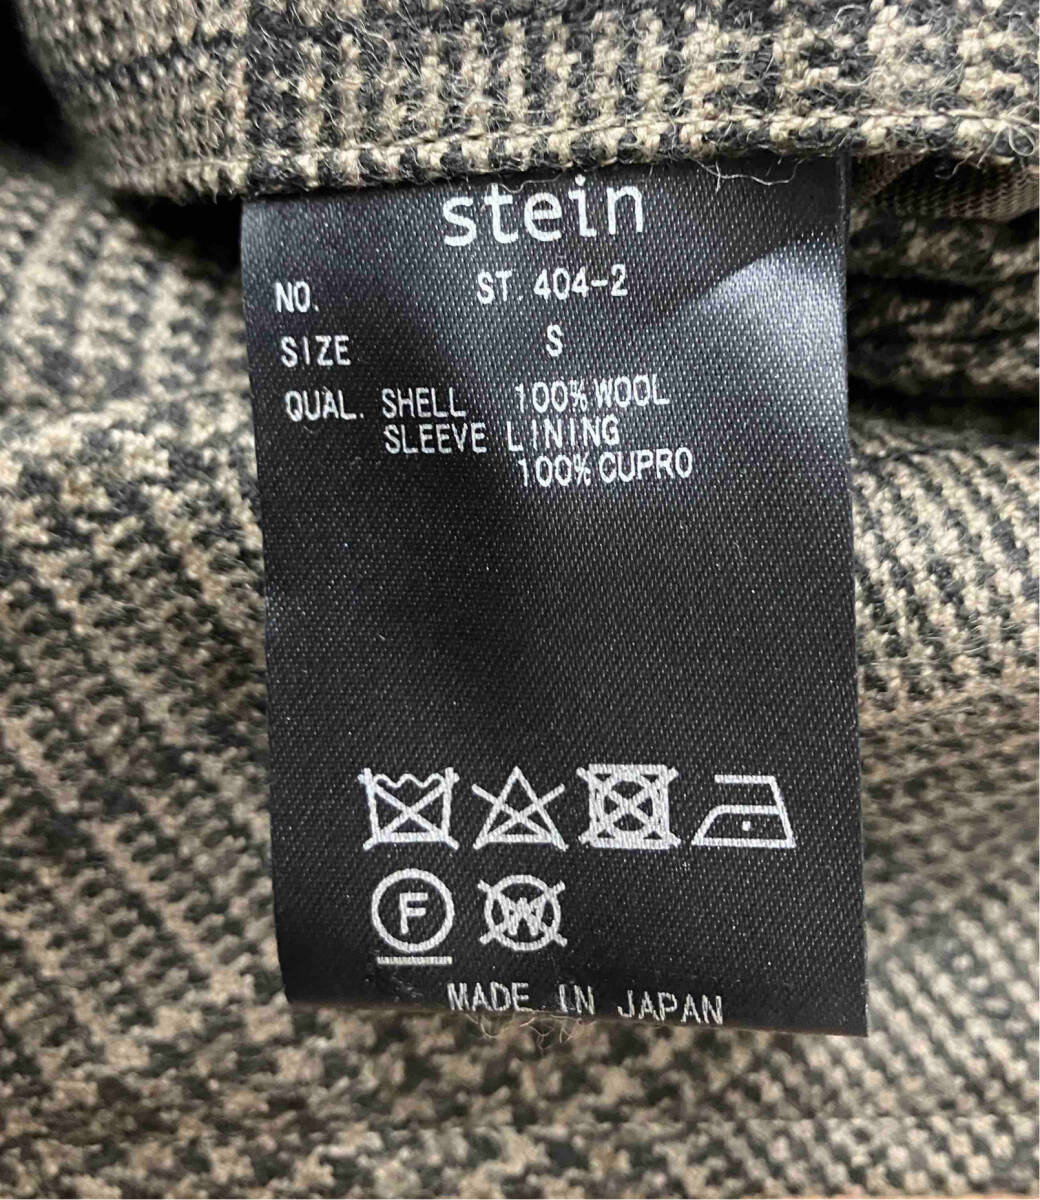 stein
NO. ST.404-2
SIZE S
QUAL. SHELL 100% WOOL
SLEEVE LINING
100% CUPRO
F W
MADE IN JAPAN